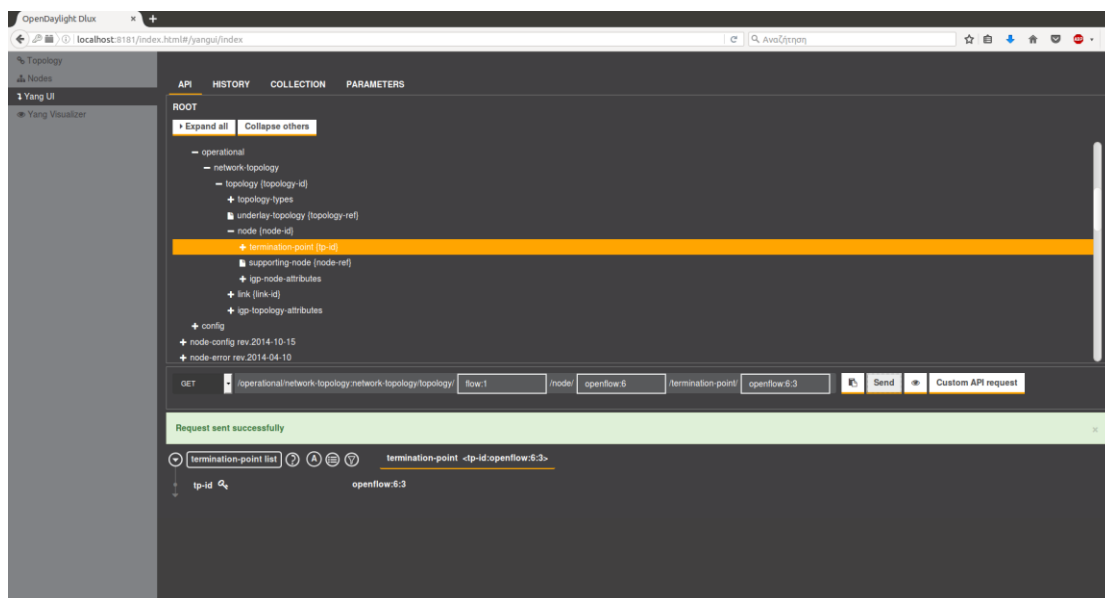 OpenDaylight Dlux × +
localhost:8181/index.html#/yangui/index Αναζήτηση ABP
Topology
Nodes
Yang UI
Yang Visualizer
API HISTORY COLLECTION PARAMETERS
ROOT
Expand all Collapse others
operational
network-topology
topology {topology-id}
topology-types
underlay-topology {topology-ref}
node {node-id}
termination-point {tp-id}
supporting-node {node-ref}
igp-node-attributes
link {link-id}
igp-topology-attributes
config
node-config rev.2014-10-15
node-error rev.2014-04-10
GET /operational/network-topology:network-topology/topology/ flow:1 /node/ openflow:6 /termination-point/ openflow:6:3 Send Custom API request
Request sent successfully ×
termination-point list ? A termination-point <tp-id:openflow:6:3>
tp-id openflow:6:3